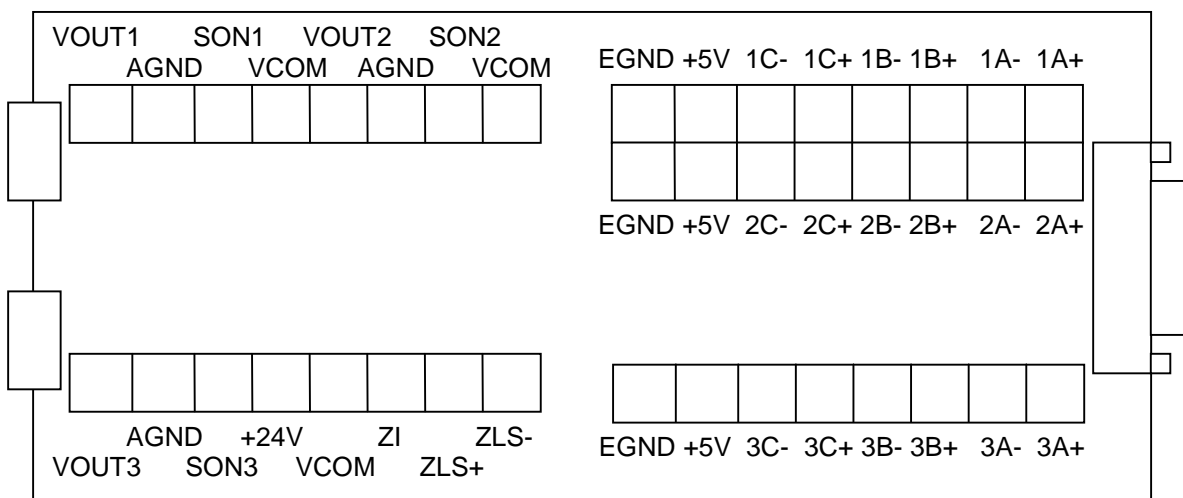 VOUT1 SON1 VOUT2 SON2
AGND VCOM AGND VCOM
EGND +5V 1C- 1C+ 1B- 1B+ 1A- 1A+
EGND +5V 2C- 2C+ 2B- 2B+ 2A- 2A+
AGND +24V ZI ZLS-
VOUT3 SON3 VCOM ZLS+
EGND +5V 3C- 3C+ 3B- 3B+ 3A- 3A+